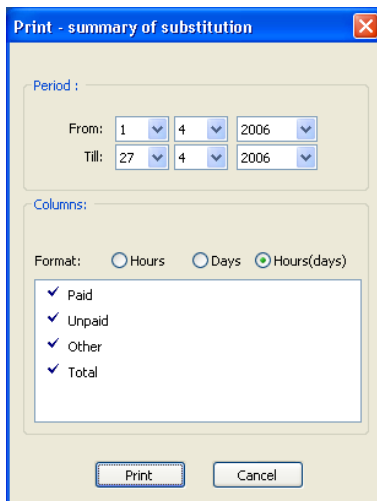 Print - summary of substitution
Period :
From: 1 4 2006
Till: 27 4 2006
Columns:
Format: Hours Days Hours(days)
Paid
Unpaid
Other
Total
Print Cancel